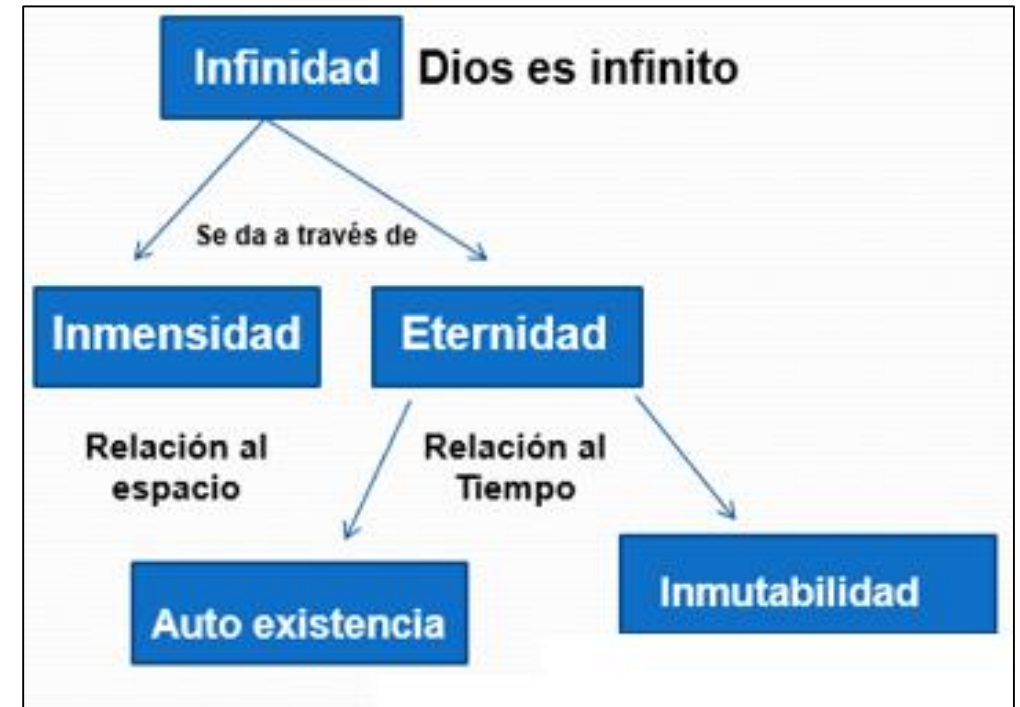 Infinidad Dios es infinito
Se da a través de
Inmensidad
Eternidad
Relación al
espacio
Relación al
Tiempo
Auto existencia
Inmutabilidad